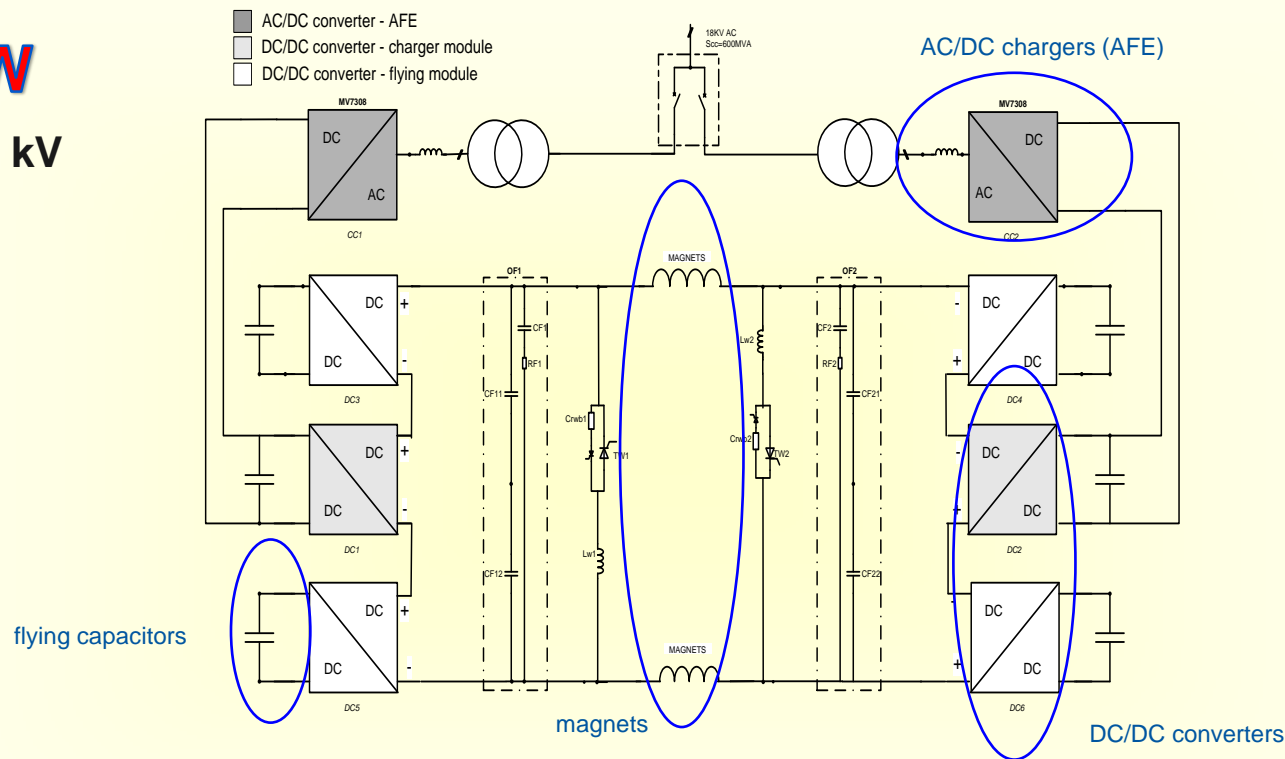 AC/DC converter - AFE
DC/DC converter - charger module
DC/DC converter - flying module
W
kV
18KV AC
Scc=600MVA
AC/DC chargers (AFE)
MV7308
DC
AC
CC1
MV7308
DC
AC
CC2
MAGNETS
OF1
OF2
DC
+
DC
-
DC3
CF1
RF1
CF11
Crwb1
TW1
Lw1
CF12
Lw2
Crwb2
TW2
CF2
RF2
CF21
CF22
-
DC
+
DC
DC4
DC
+
DC
-
DC1
-
DC
+
DC
DC2
flying capacitors
DC
+
DC
-
DC5
MAGNETS
magnets
-
DC
+
DC
DC6
DC/DC converters